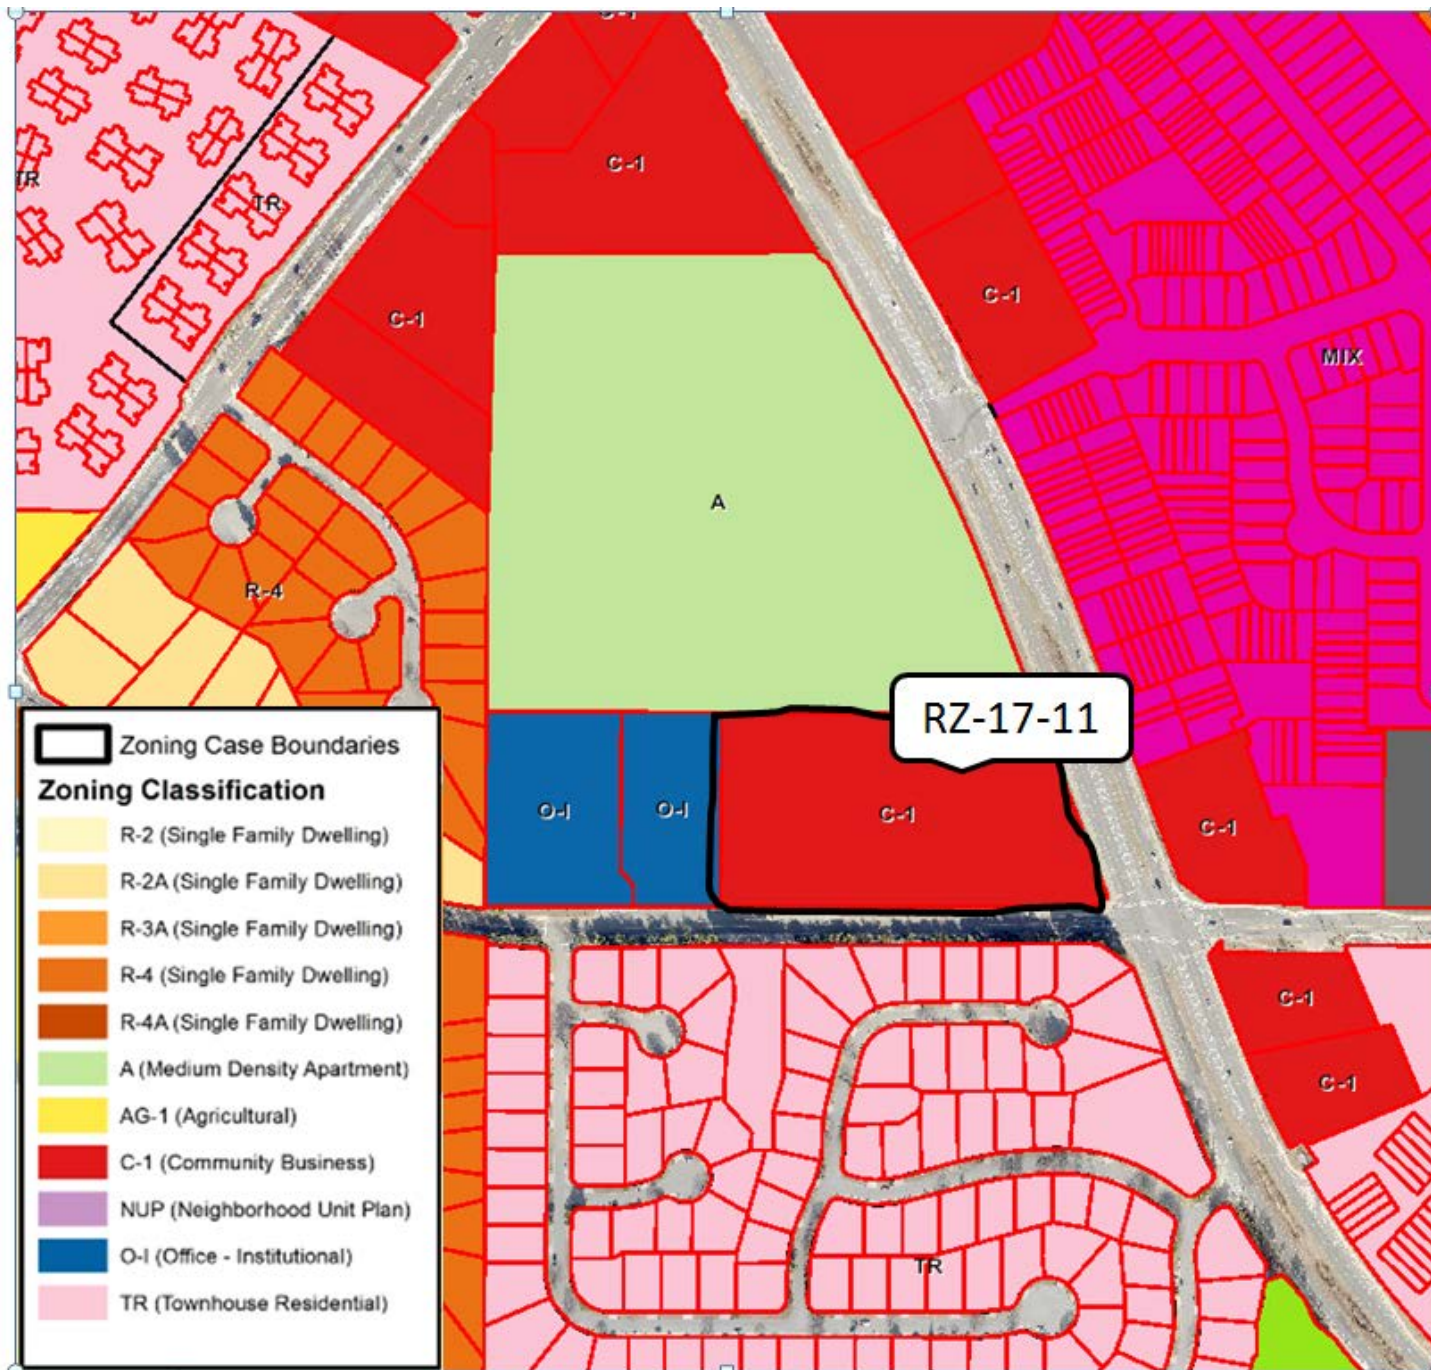 C-1
C-1
TR
TR
C-1
C-1
MIX
A
R-4
RZ-17-11
O-I
O-I
C-1
C-1
Zoning Case Boundaries
Zoning Classification
R-2 (Single Family Dwelling)
R-2A (Single Family Dwelling)
R-3A (Single Family Dwelling)
R-4 (Single Family Dwelling)
R-4A (Single Family Dwelling)
A (Medium Density Apartment)
AG-1 (Agricultural)
C-1 (Community Business)
NUP (Neighborhood Unit Plan)
O-I (Office - Institutional)
TR (Townhouse Residential)
C-1
C-1
TR